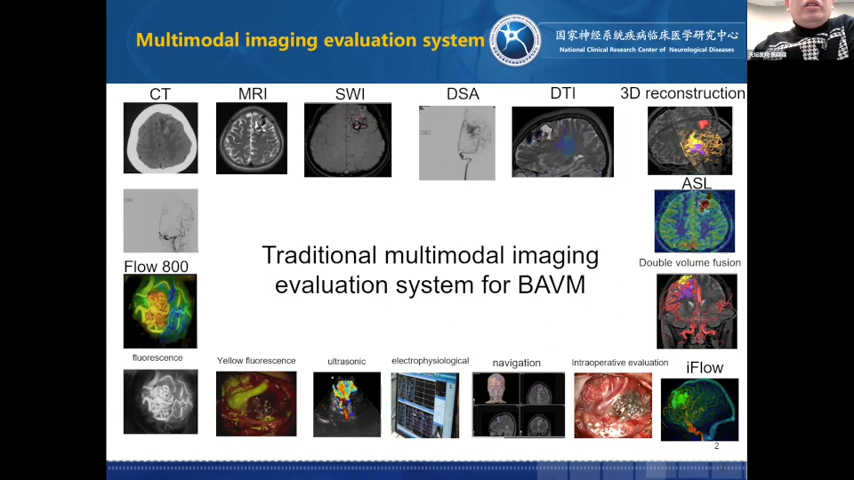 Multimodal imaging evaluation system
国家神经系统疾病临床医学研究中心
National Clinical Research Center of Neurological Diseases
CT
MRI
SWI
DSA
DTI
3D reconstruction
ASL
Double volume fusion
Flow 800
Traditional multimodal imaging
evaluation system for BAVM
fluorescence
Yellow fluorescence
ultrasonic
electrophysiological
navigation
Intraoperative evaluation
iFlow
2